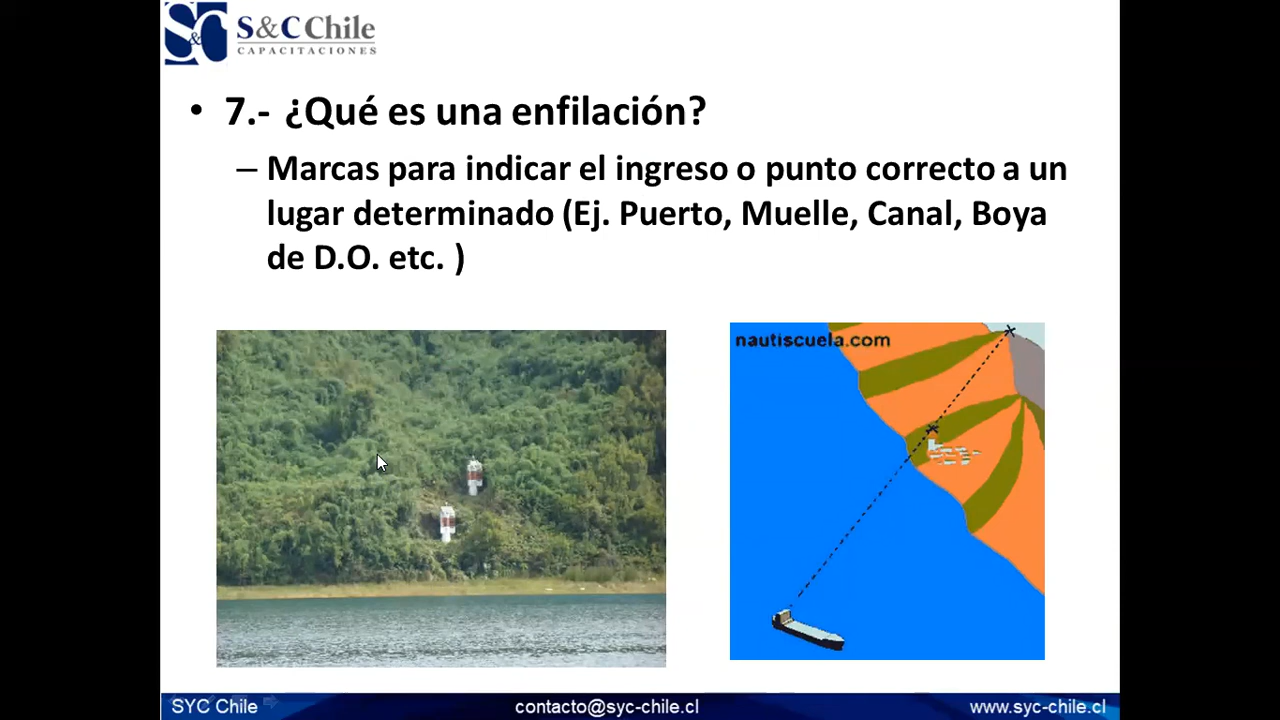 S&C
S&C Chile
CAPACITACIONES
• 7.- ¿Qué es una enfilación?
– Marcas para indicar el ingreso o punto correcto a un
lugar determinado (Ej. Puerto, Muelle, Canal, Boya
de D.O. etc. )
nautiscuela.com
SYC Chile
contacto@syc-chile.cl
www.syc-chile.cl